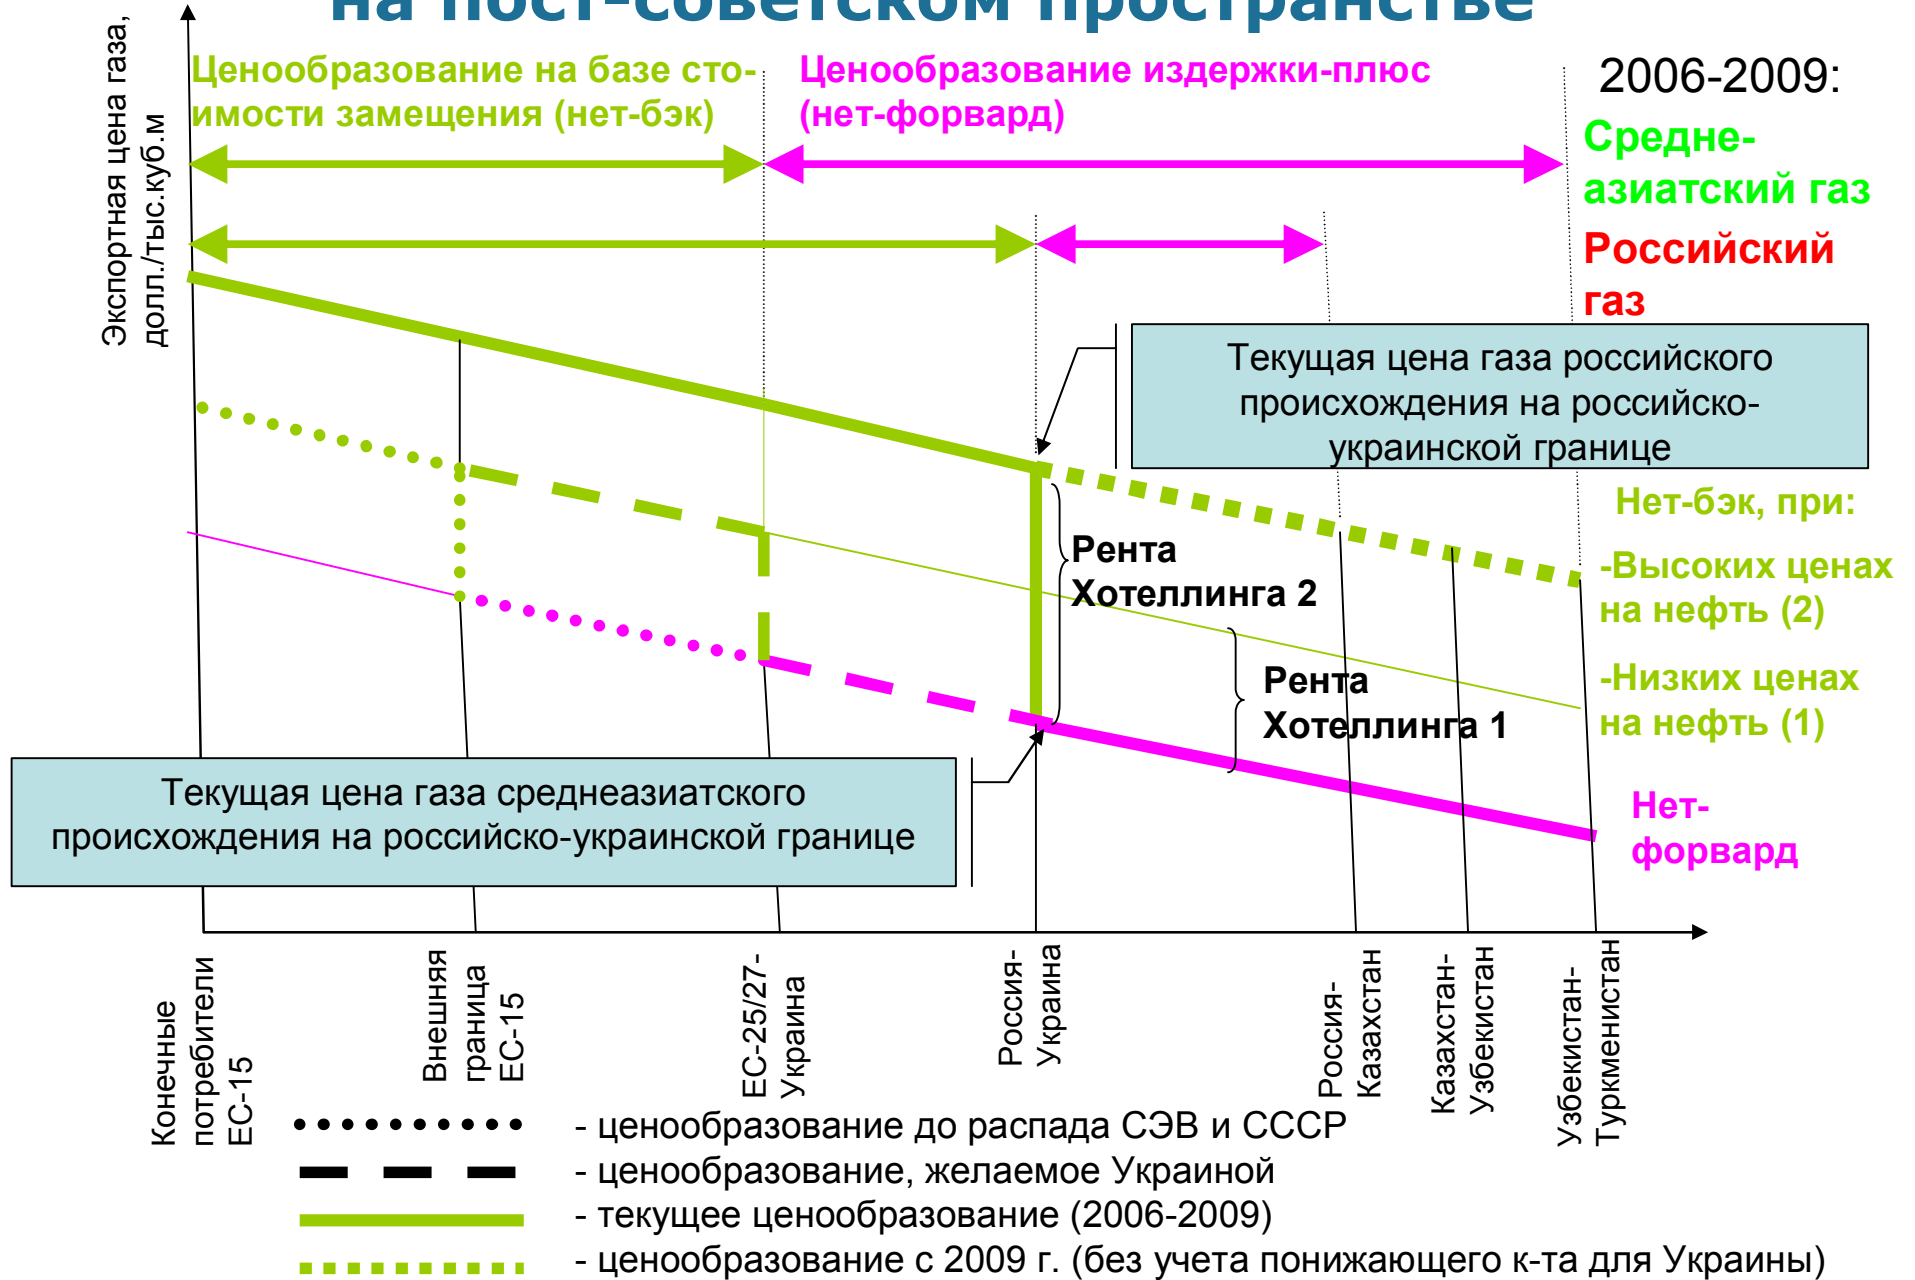 на пост-советском пространстве
Экспортная цена газа,
долл./тыс.куб.м
Ценообразование на базе сто-
имости замещения (нет-бэк)
Ценообразование издержки-плюс
(нет-форвард)
2006-2009:
Средне-
азиатский газ
Российский
газ
Текущая цена газа российского
происхождения на российско-
украинской границе
Нет-бэк, при:
-Высоких ценах
на нефть (2)
-Низких ценах
на нефть (1)
Нет-
форвард
Рента
Хотеллинга 2
Рента
Хотеллинга 1
Текущая цена газа среднеазиатского
происхождения на российско-украинской границе
Конечные
потребители
ЕС-15
Внешняя
граница
ЕС-15
ЕС-25/27-
Украина
Россия-
Украина
Россия-
Казахстан
Казахстан-
Узбекистан
Узбекистан-
Туркменистан
- ценообразование до распада СЭВ и СССР
- ценообразование, желаемое Украиной
- текущее ценообразование (2006-2009)
- ценообразование с 2009 г. (без учета понижающего к-та для Украины)